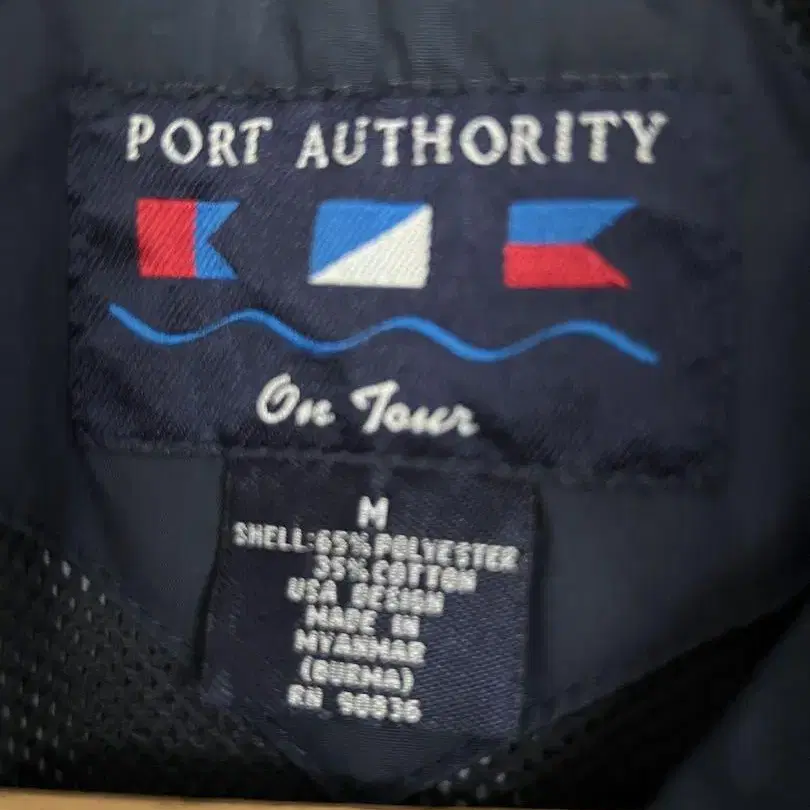 PORT AUTHORITY
On Tour
M
SHELL:65% POLYESTER
35% COTTON
USA DESIGN
MADE IN
MYANMAR
(BURMA)
RN 90836